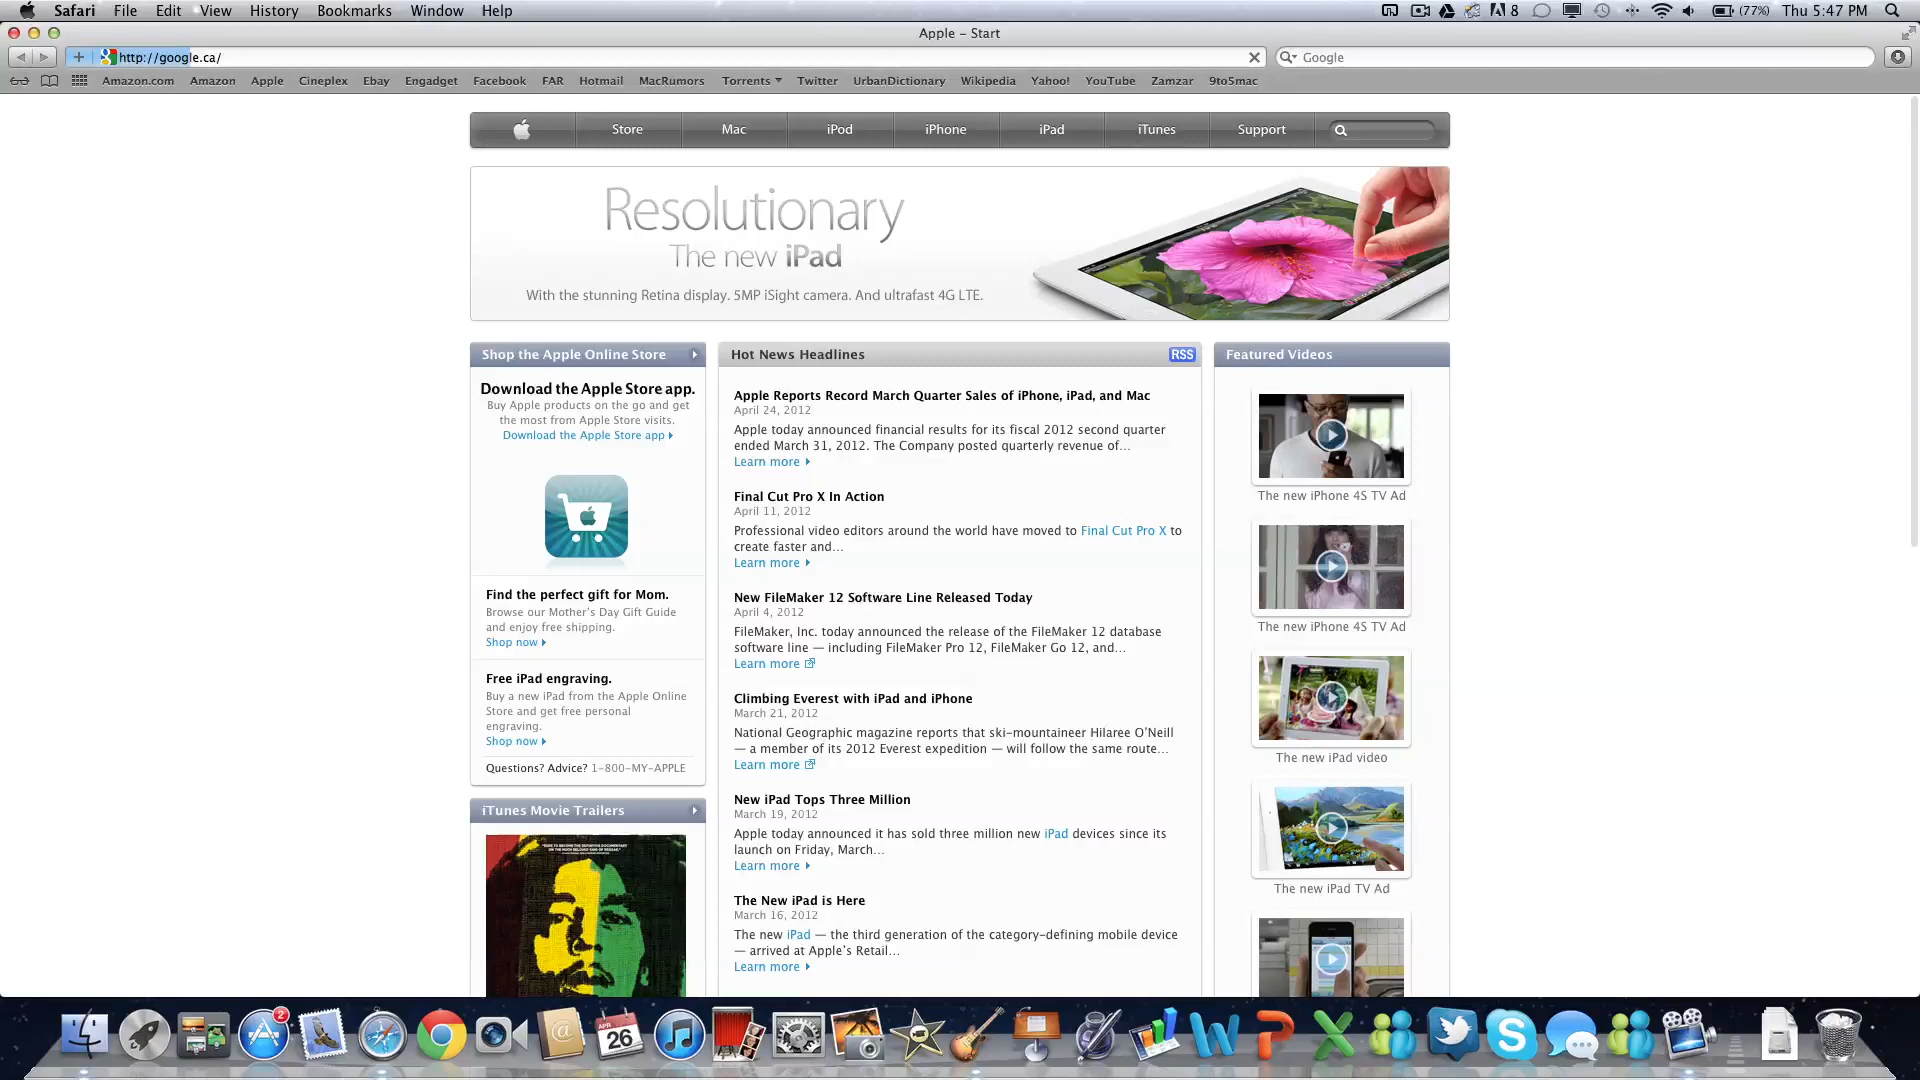 Safari File Edit View History Bookmarks Window Help
8 (77%) Thu 5:47 PM
Apple – Start
http://google.ca/
Google
Amazon.com Amazon Apple Cineplex Ebay Engadget Facebook FAR Hotmail MacRumors Torrents Twitter UrbanDictionary Wikipedia Yahoo! YouTube Zamzar 9to5mac
Store Mac iPod iPhone iPad iTunes Support
Resolutionary
The new iPad
With the stunning Retina display. 5MP iSight camera. And ultrafast 4G LTE.
Shop the Apple Online Store
Download the Apple Store app.
Buy Apple products on the go and get
the most from Apple Store visits.
Download the Apple Store app
Find the perfect gift for Mom.
Browse our Mother's Day Gift Guide
and enjoy free shipping.
Shop now
Free iPad engraving.
Buy a new iPad from the Apple Online
Store and get free personal
engraving.
Shop now
Questions? Advice? 1-800-MY-APPLE
iTunes Movie Trailers
Hot News Headlines
RSS
Apple Reports Record March Quarter Sales of iPhone, iPad, and Mac
April 24, 2012
Apple today announced financial results for its fiscal 2012 second quarter
ended March 31, 2012. The Company posted quarterly revenue of…
Learn more
Final Cut Pro X In Action
April 11, 2012
Professional video editors around the world have moved to Final Cut Pro X to
create faster and…
Learn more
New FileMaker 12 Software Line Released Today
April 4, 2012
FileMaker, Inc. today announced the release of the FileMaker 12 database
software line — including FileMaker Pro 12, FileMaker Go 12, and…
Learn more
Climbing Everest with iPad and iPhone
March 21, 2012
National Geographic magazine reports that ski-mountaineer Hilaree O'Neill
— a member of its 2012 Everest expedition — will follow the same route…
Learn more
New iPad Tops Three Million
March 19, 2012
Apple today announced it has sold three million new iPad devices since its
launch on Friday, March…
Learn more
The New iPad is Here
March 16, 2012
The new iPad — the third generation of the category-defining mobile device
— arrived at Apple's Retail…
Learn more
Featured Videos
The new iPhone 4S TV Ad
The new iPhone 4S TV Ad
The new iPad video
The new iPad TV Ad
2
APR
26